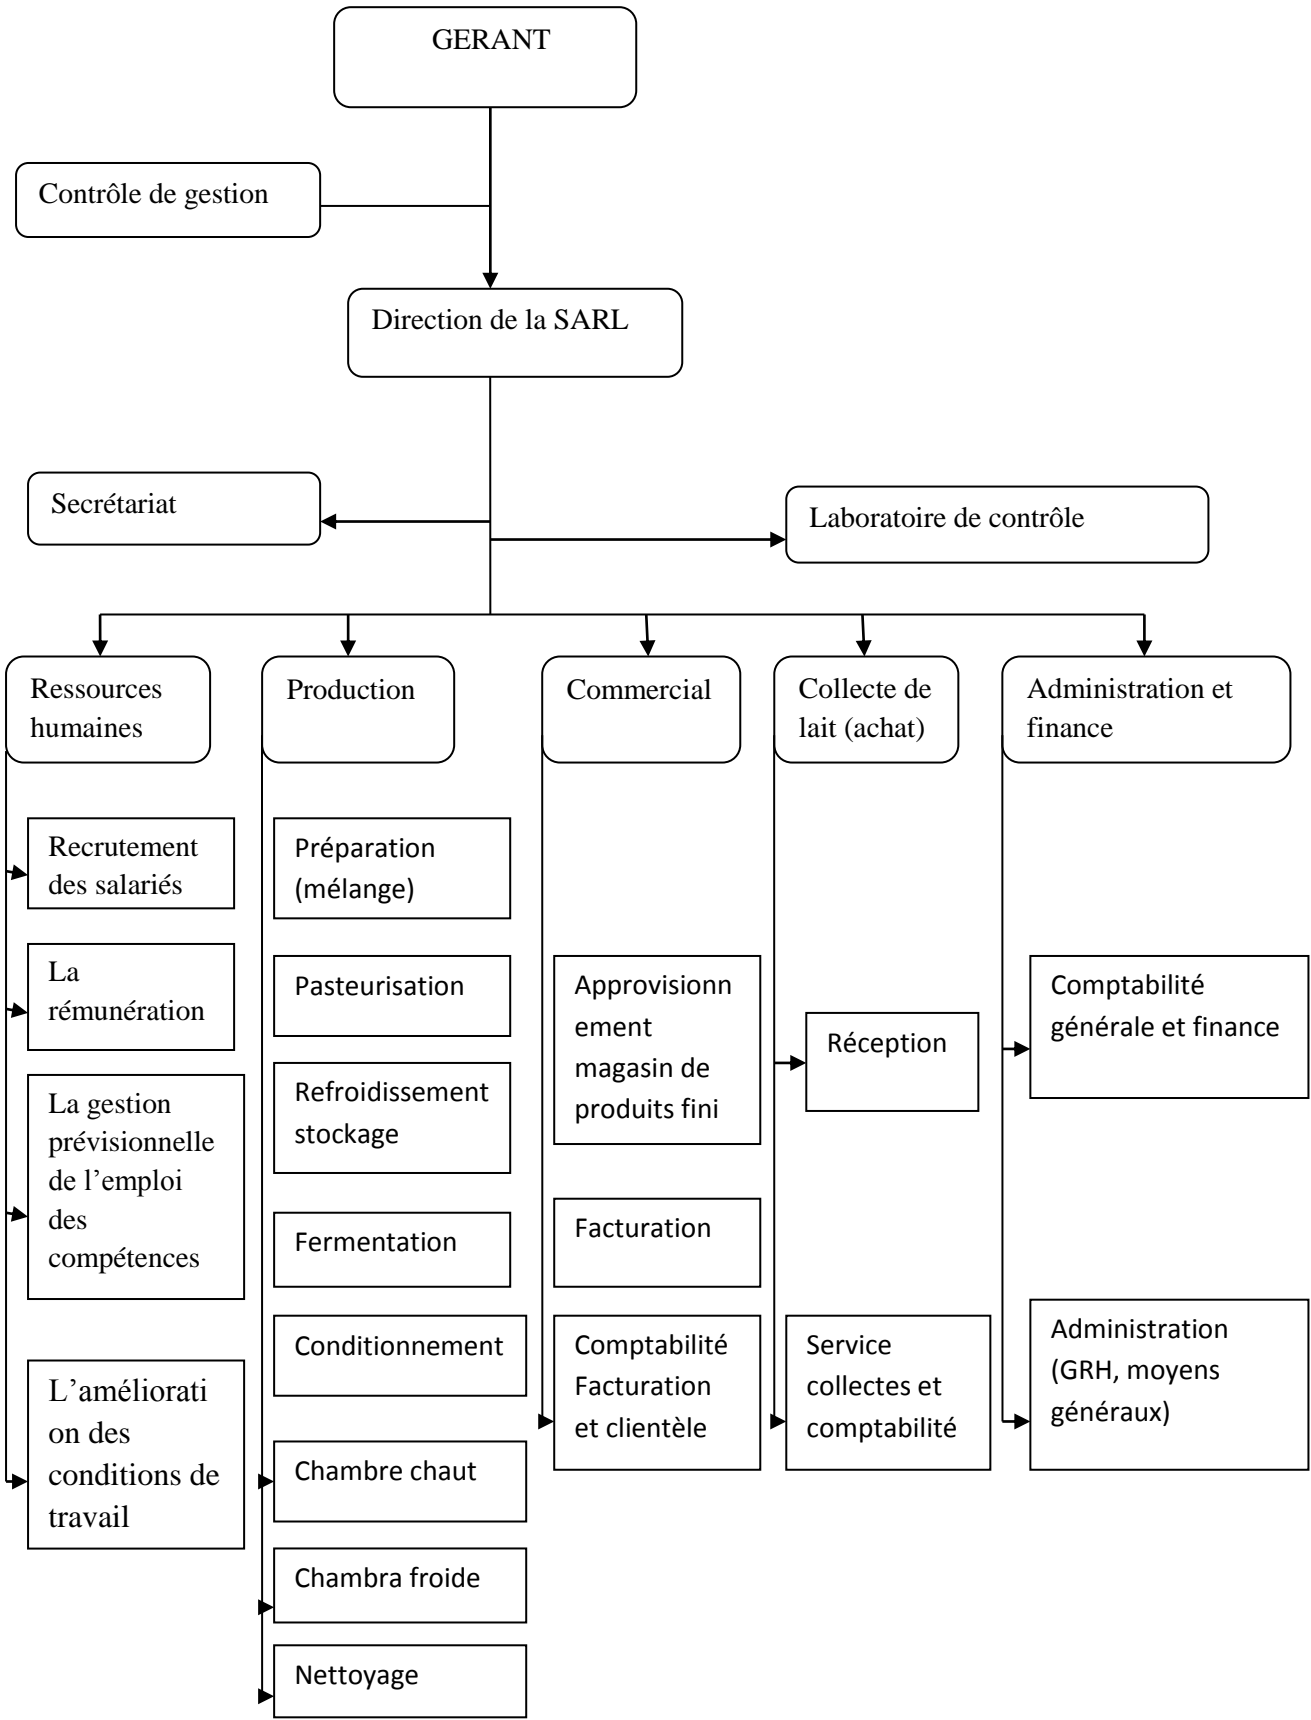 GERANT
Contrôle de gestion
Direction de la SARL
Secrétariat
Laboratoire de contrôle
Ressources
humaines
Production
Commercial
Collecte de
lait (achat)
Administration et
finance
Recrutement
des salariés
La
rémunération
La gestion
prévisionnelle
de l’emploi
des
compétences
L’améliorati
on des
conditions de
travail
Préparation
(mélange)
Pasteurisation
Refroidissement
stockage
Fermentation
Conditionnement
Chambre chaut
Chambra froide
Nettoyage
Approvisionn
ement
magasin de
produits fini
Facturation
Comptabilité
Facturation
et clientèle
Réception
Service
collectes et
comptabilité
Comptabilité
générale et finance
Administration
(GRH, moyens
généraux)